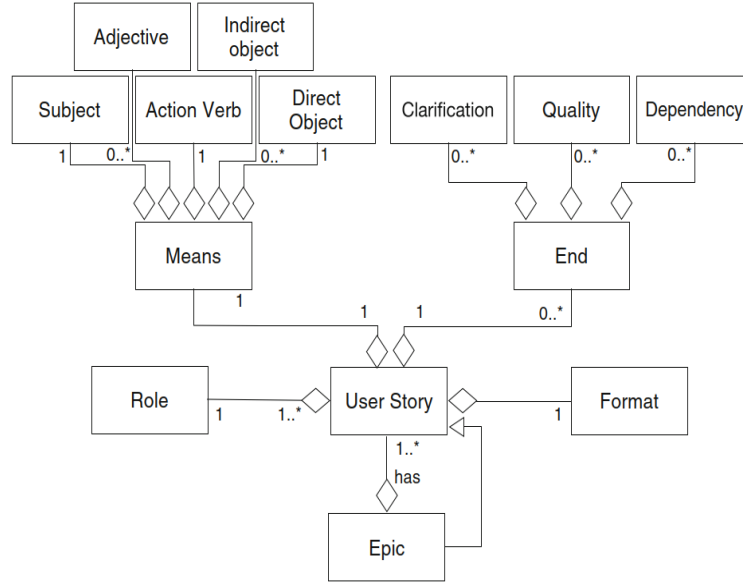 Adjective
Indirect
object
Subject
Action Verb
Direct
Object
Clarification
Quality
Dependency
1
0..*
1
0..*
1
0..*
0..*
0..*
Means
End
1
1
1
0..*
Role
User Story
Format
1
1..*
1
1..*
has
Epic